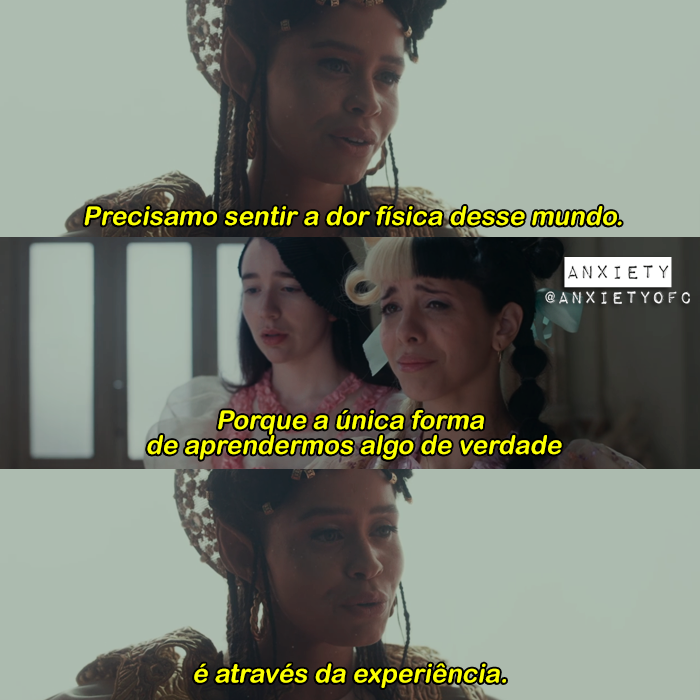 Precisamo sentir a dor física desse mundo.
ANXIETY
@ANXIETYOFC
Porque a única forma
de aprendermos algo de verdade
é através da experiência.